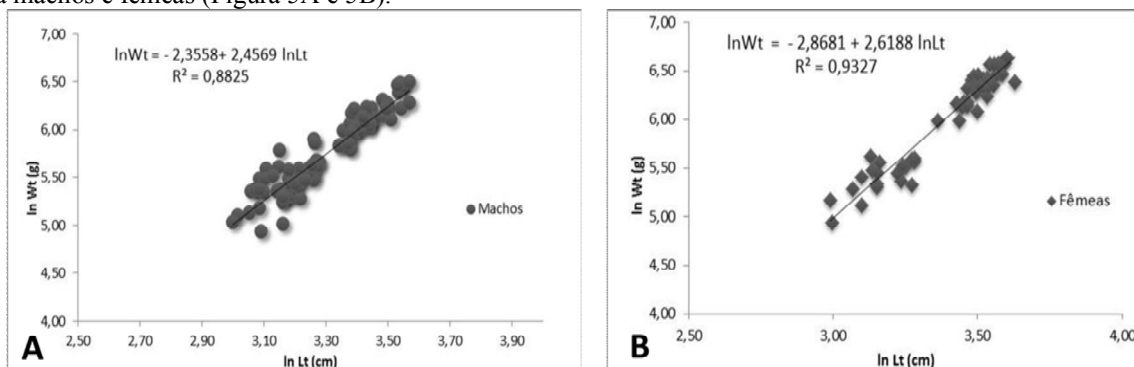 a machos e fêmeas (Figura 3A e 3B).
lnWt = - 2,3558+ 2,4569 lnLt
R² = 0,8825
7,00
6,50
6,00
5,50
5,00
4,50
4,00
ln Wt (g)
Machos
2,50 2,70 2,90 3,10 3,30 3,50 3,70 3,90
ln Lt (cm)
A
lnWt = - 2,8681 + 2,6188 lnLt
R² = 0,9327
7,00
6,50
6,00
5,50
5,00
4,50
4,00
ln Wt (g)
Fêmeas
2,50 3,00 3,50 4,00
ln Lt (cm)
B